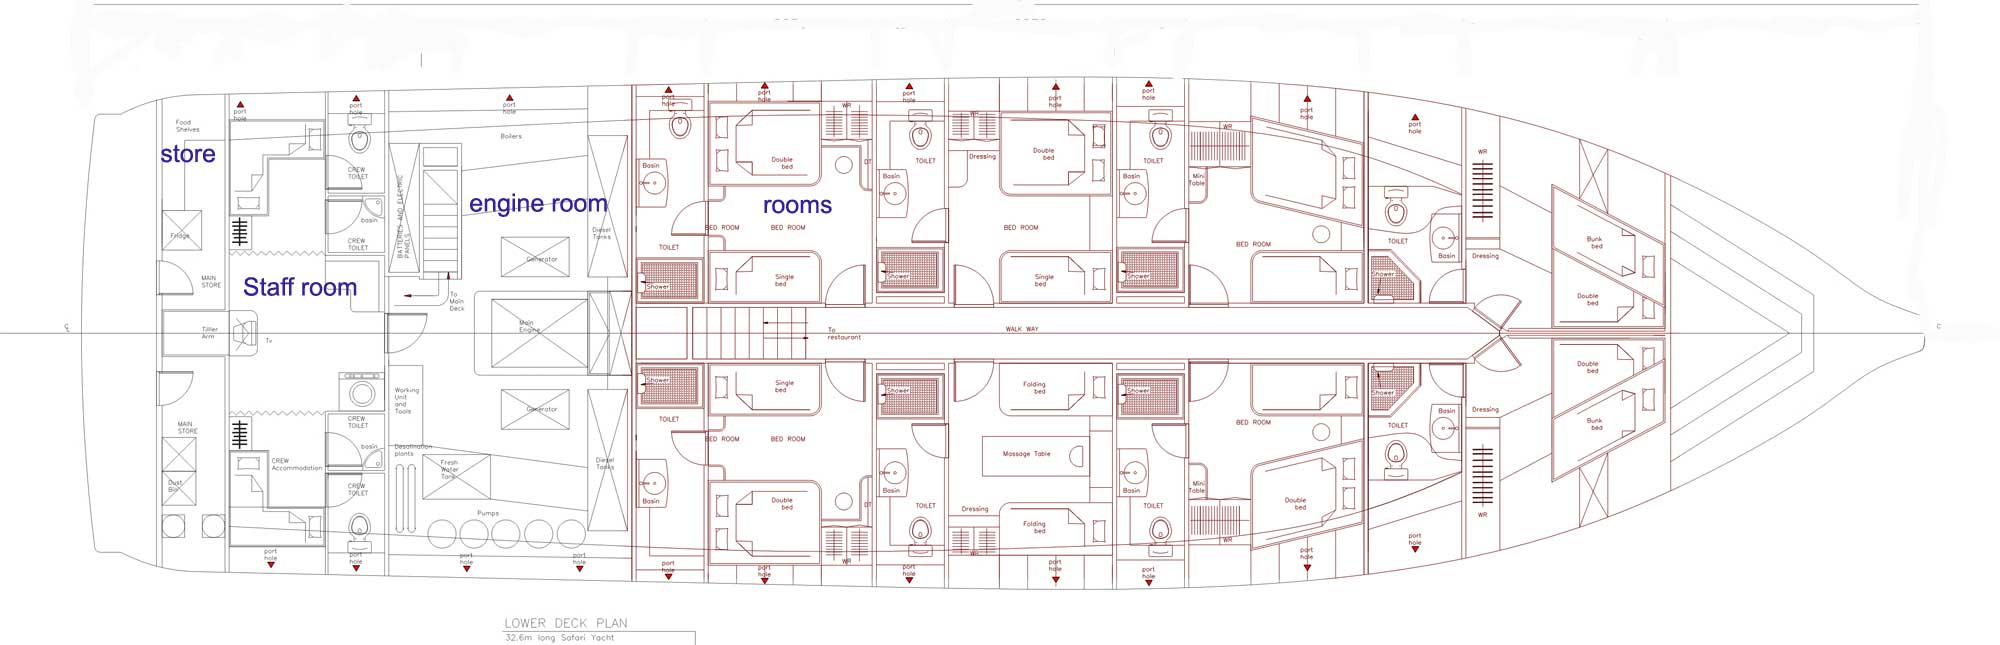 port
hole
port
hole
port
hole
port
hole
port
hole
port
hole
port
hole
port
hole
port
hole
port
hole
Food
Shelves
store
Boilers
CREW
TOILET
basin
CREW
TOILET
BATTERIES AND ELECTRIC
PANELS
engine room
Diesel
Tanks
Generator
Fridge
MAIN
STORE
Staff room
To
Main
Deck
Main
Engine
Tiller
Arm
Tv
Basin
TOILET
Shower
WR
Double
bed
DT
rooms
BED ROOM
BED ROOM
Single
bed
TOILET
Basin
Shower
WR
Dressing
Double
bed
BED ROOM
Single
bed
TOILET
Basin
Shower
WR
Mini
Table
BED ROOM
TOILET
Basin
Shower
WR
Dressing
Bunk
bed
Double
bed
To
restaurant
WALK WAY
C
L
C
MAIN
STORE
Dust
Bin
CREW
Accommodation
CREW
TOILET
basin
CREW
TOILET
Working
Unit
and
Tools
Desalination
plants
Fresh
Water
Tank
Pumps
Generator
Diesel
Tanks
Shower
TOILET
Basin
Single
bed
BED ROOM
BED ROOM
Double
bed
DT
WR
Shower
Basin
TOILET
Folding
bed
Massage Table
Dressing
Folding
bed
WR
Shower
Basin
TOILET
BED ROOM
Mini
Table
Double
bed
WR
Shower
Basin
TOILET
Dressing
WR
Double
bed
Bunk
bed
port
hole
port
hole
port
hole
port
hole
port
hole
port
hole
port
hole
port
hole
port
hole
port
hole
port
hole
port
hole
LOWER DECK PLAN
32.6m long Safari Yacht